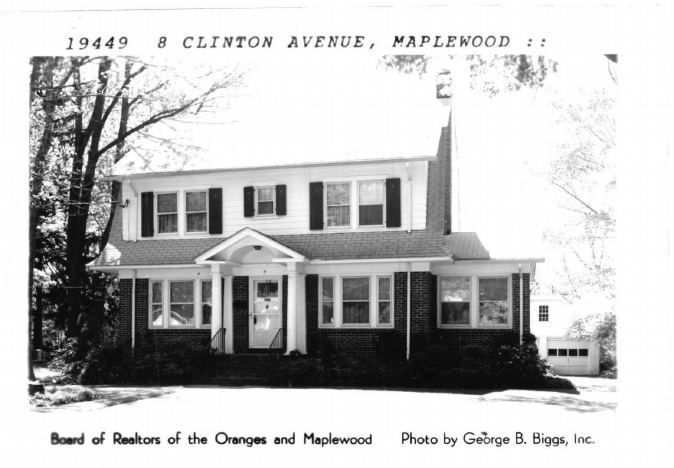 19449 8 CLINTON AVENUE, MAPLEWOOD ::
Board of Realtors of the Oranges and Maplewood Photo by George B. Biggs, Inc.